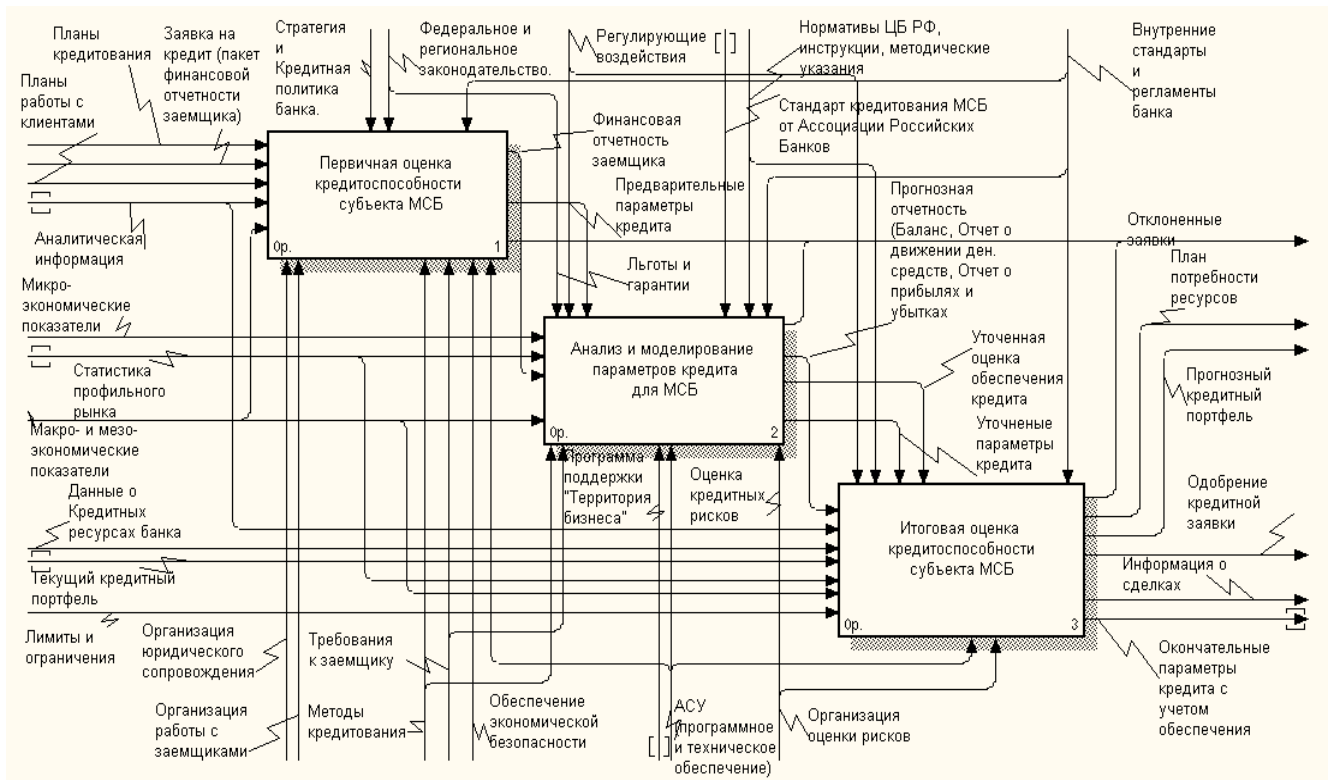 Планы
кредитования
Заявка на
кредит (пакет
финансовой
отчетности
заемщика)
Стратегия
и
Кредитная
политика
банка.
Федеральное и
региональное
законодательство.
Регулирующие
воздействия
Нормативы ЦБ РФ,
инструкции, методические
указания
Внутренние
стандарты
и
регламенты
банка
Планы
работы с
клиентами
Стандарт кредитования МСБ
от Ассоциации Российских
Банков
Финансовая
отчетность
заемщика
Первичная оценка
кредитоспособности
субъекта МСБ
0р.
1
Предварительные
параметры
кредита
Прогнозная
отчетность
(Баланс, Отчет о
движении ден.
средств, Отчет о
прибылях и
убытках
Отклоненные
заявки
Аналитическая
информация
Льготы и
гарантии
План
потребности
ресурсов
Микро-
экономические
показатели
Статистика
профильного
рынка
Анализ и моделирование
параметров кредита
для МСБ
0р.
2
Уточенная
оценка
обеспечения
кредита
Прогнозный
кредитный
портфель
Уточненые
параметры
кредита
Макро- и мезо-
экономические
показатели
Программа
поддержки
"Территория
бизнеса"
Оценка
кредитных
рисков
Данные о
Кредитных
ресурсах банка
Одобрение
кредитной
заявки
Итоговая оценка
кредитоспособности
субъекта МСБ
0р.
3
Текущий кредитный
портфель
Информация о
сделках
Лимиты и
ограничения
Организация
юридического
сопровождения
Требования
к заемщику
Окончательные
параметры
кредита с
учетом
обеспечения
Организация
работы с
заемщиками
Методы
кредитования
Обеспечение
экономической
безопасности
АСУ
(программное
и техническое
обеспечение)
Организация
оценки рисков